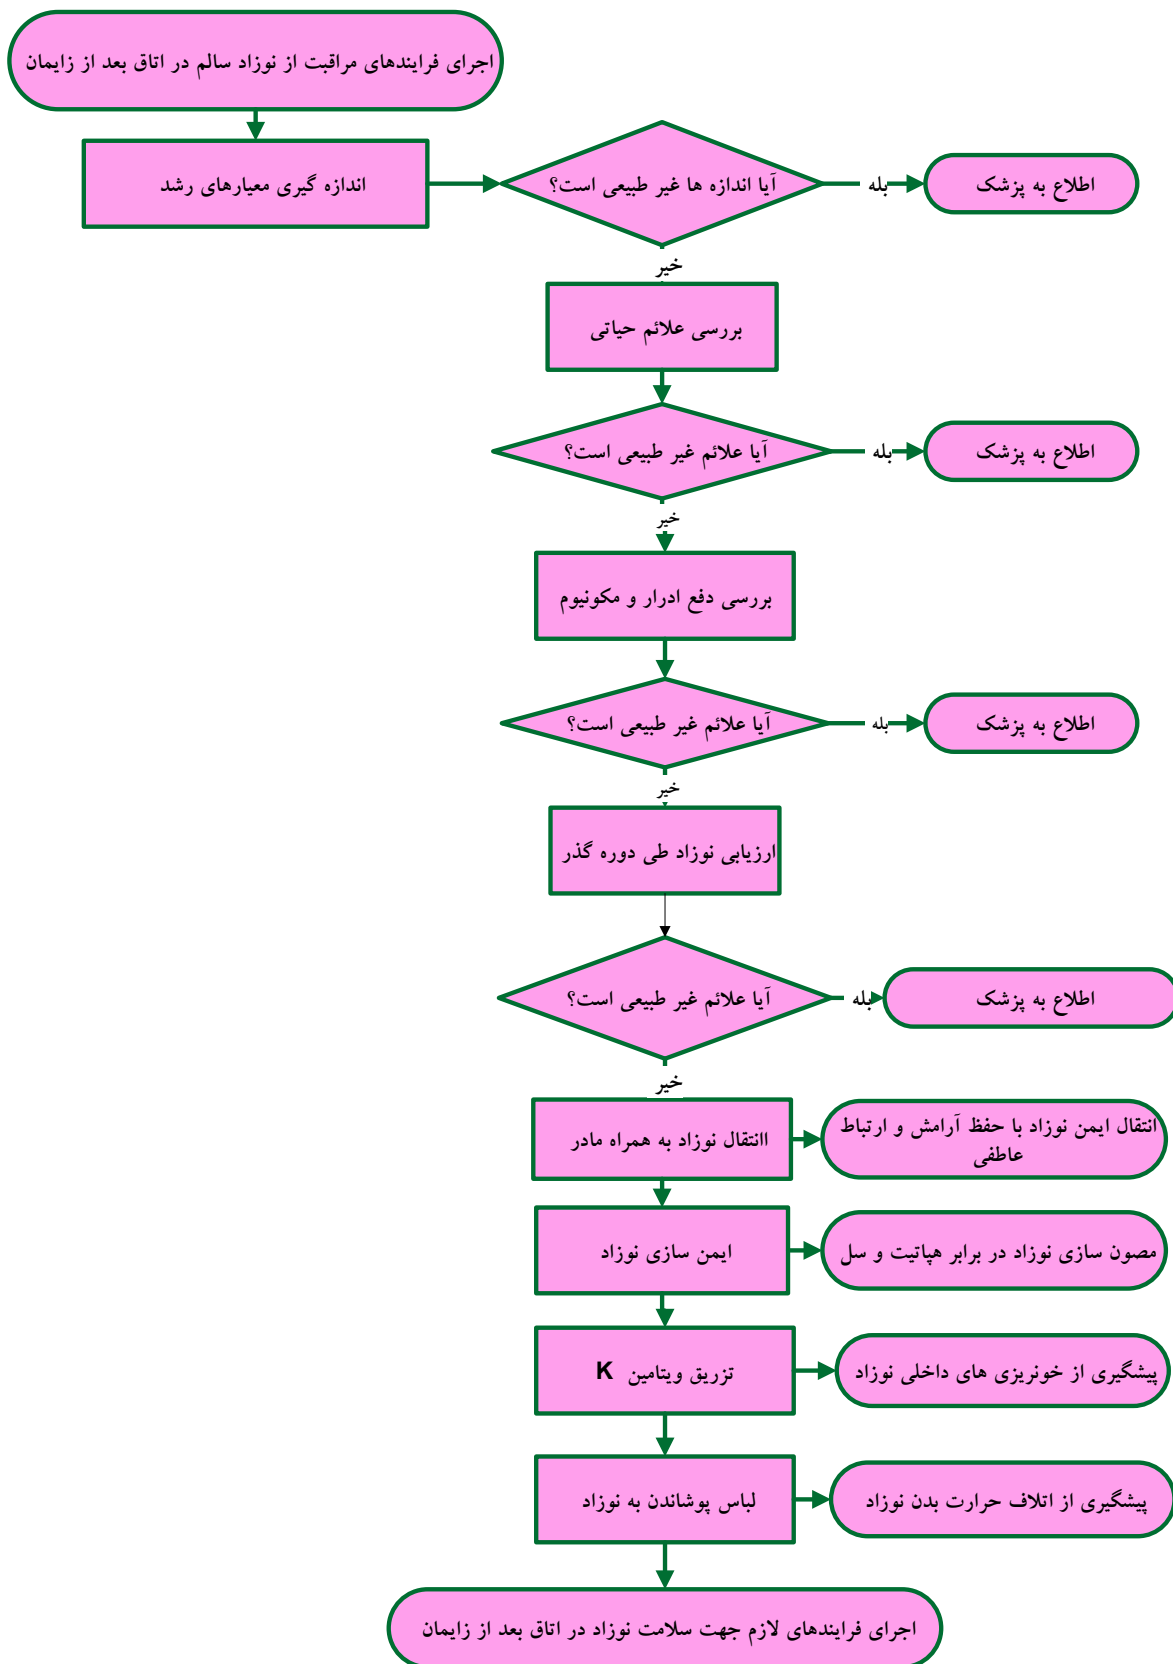 اجرای فرایندهای مراقبت از نوزاد سالم در اتاق بعد از زایمان
اندازه گیری معیارهای رشد
آیا اندازه ها غیر طبیعی است؟
بله
اطلاع به پزشک
خیر
بررسی علائم حیاتی
آیا علائم غیر طبیعی است؟
بله
اطلاع به پزشک
خیر
بررسی دفع ادرار و مکونیوم
آیا علائم غیر طبیعی است؟
بله
اطلاع به پزشک
خیر
ارزیابی نوزاد طی دوره گذر
آیا علائم غیر طبیعی است؟
بله
اطلاع به پزشک
خیر
اانتقال نوزاد به همراه مادر
انتقال ایمن نوزاد با حفظ آرامش و ارتباط
عاطفی
ایمن سازی نوزاد
مصون سازی نوزاد در برابر هپاتیت و سل
تزریق ویتامین K
پیشگیری از خونریزی های داخلی نوزاد
لباس پوشاندن به نوزاد
پیشگیری از اتلاف حرارت بدن نوزاد
اجرای فرایندهای لازم جهت سلامت نوزاد در اتاق بعد از زایمان